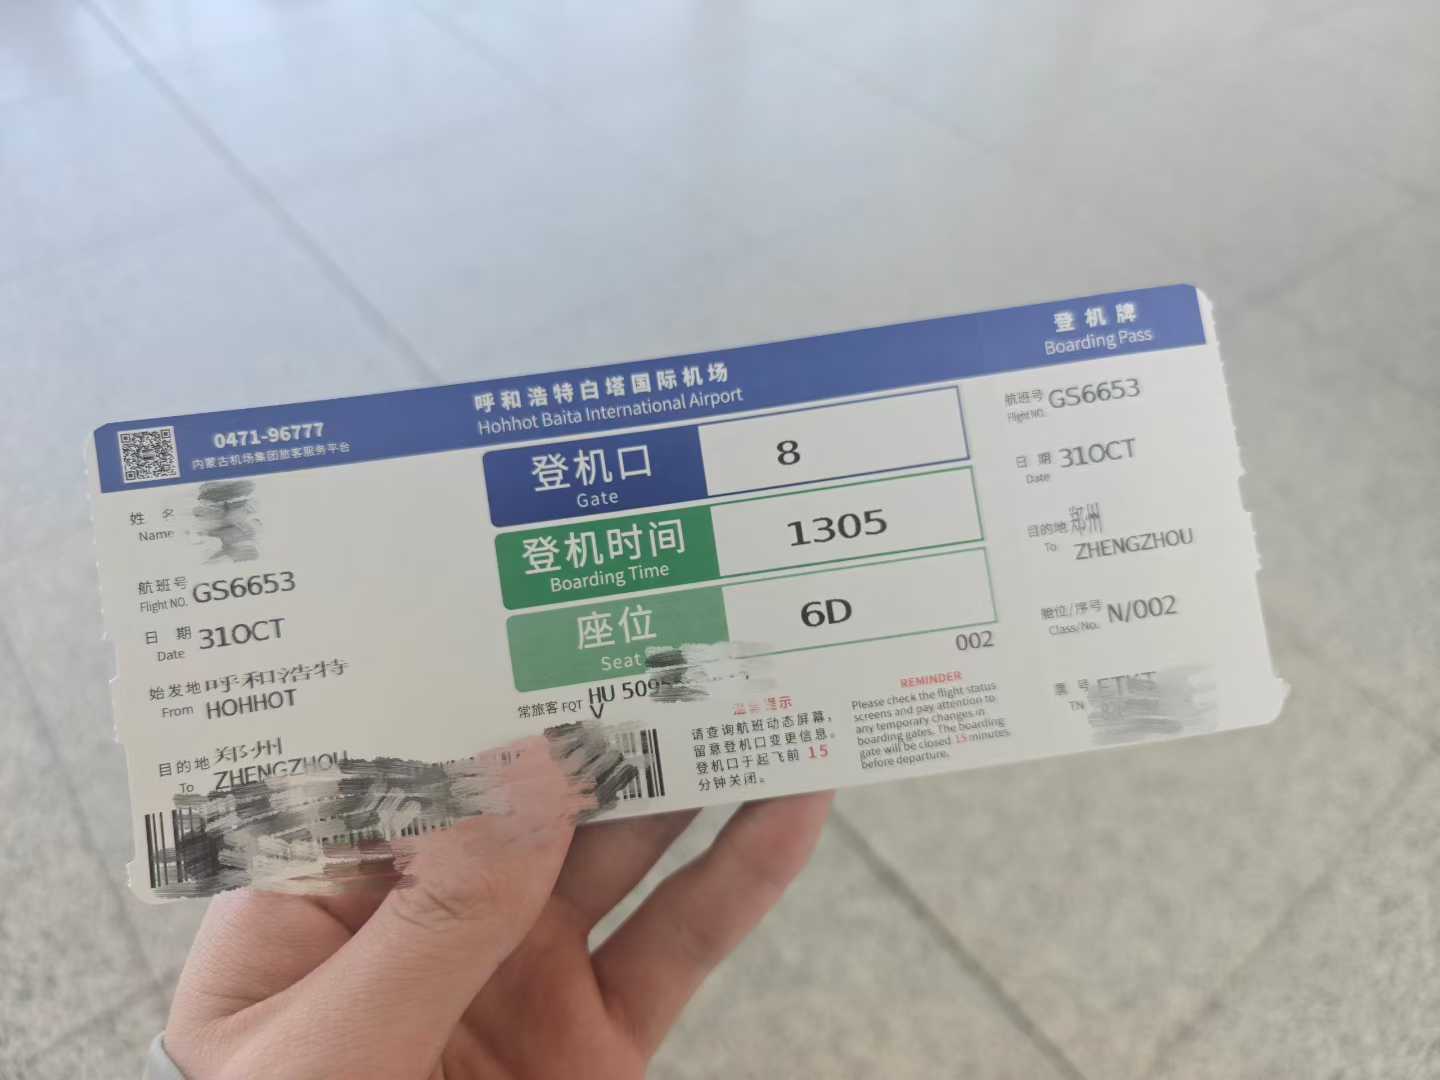 呼和浩特白塔国际机场
Hohhot Baita International Airport
登机牌
Boarding Pass
0471-96777
内蒙古机场集团旅客服务平台
姓 名
Name
航班号 GS6653
Flight NO.
日 期 31OCT
Date
始发地 呼和浩特
From HOHHOT
目的地 郑州
To ZHENGZHOU
登机口 8
Gate
登机时间 1305
Boarding Time
座位 6D
Seat
002
常旅客 FQT HU 509
V
温馨提示
请查询航班动态屏幕，
留意登机口变更信息。
登机口于起飞前 15
分钟关闭。
REMINDER
Please check the flight status
screens and pay attention to
any temporary changes in
boarding gates. The boarding
gate will be closed 15 minutes
before departure.
航班号 GS6653
Flight NO.
日 期 31OCT
Date
目的地 郑州
To ZHENGZHOU
舱位/序号 N/002
Class/No.
票 号 ETKT
TN